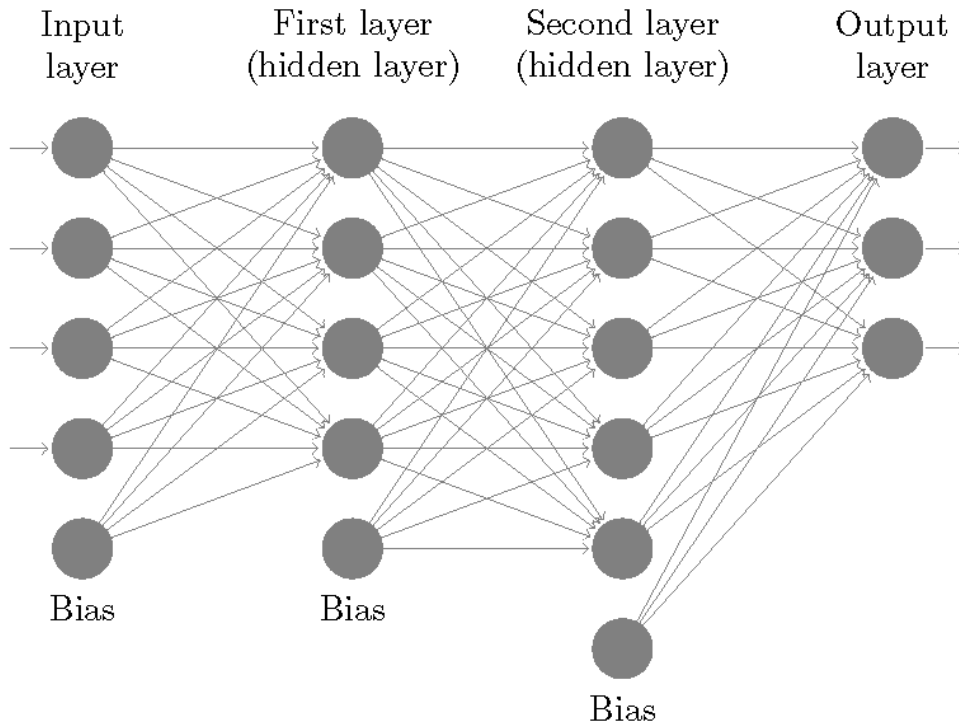 Input
layer
First layer
(hidden layer)
Second layer
(hidden layer)
Output
layer
Bias
Bias
Bias